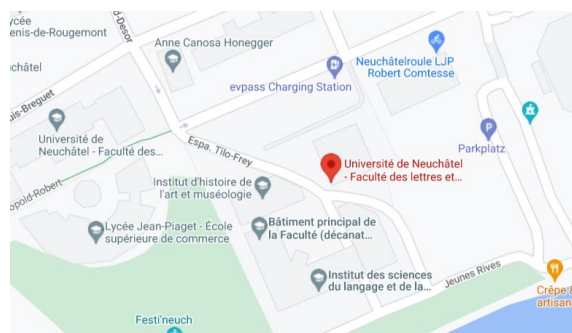 Lycée
enis-de-Rougemont
d-Desor
Anne Canosa Honegger
Neuchâtelroule LJP
Robert Comtesse
uchâtel
evpass Charging Station
uis-Breguet
Université de
Neuchâtel - Faculté des...
Espa. Tilo-Frey
Parkplatz
Université de Neuchâtel
- Faculté des lettres et...
Institut d'histoire de
l'art et muséologie
opold-Robert
Lycée Jean-Piaget - École
supérieure de commerce
Bâtiment principal de
la Faculté (décanat...
Institut des sciences
du langage et de la...
Jeunes Rives
Crêpe &
artisan
Festi'neuch